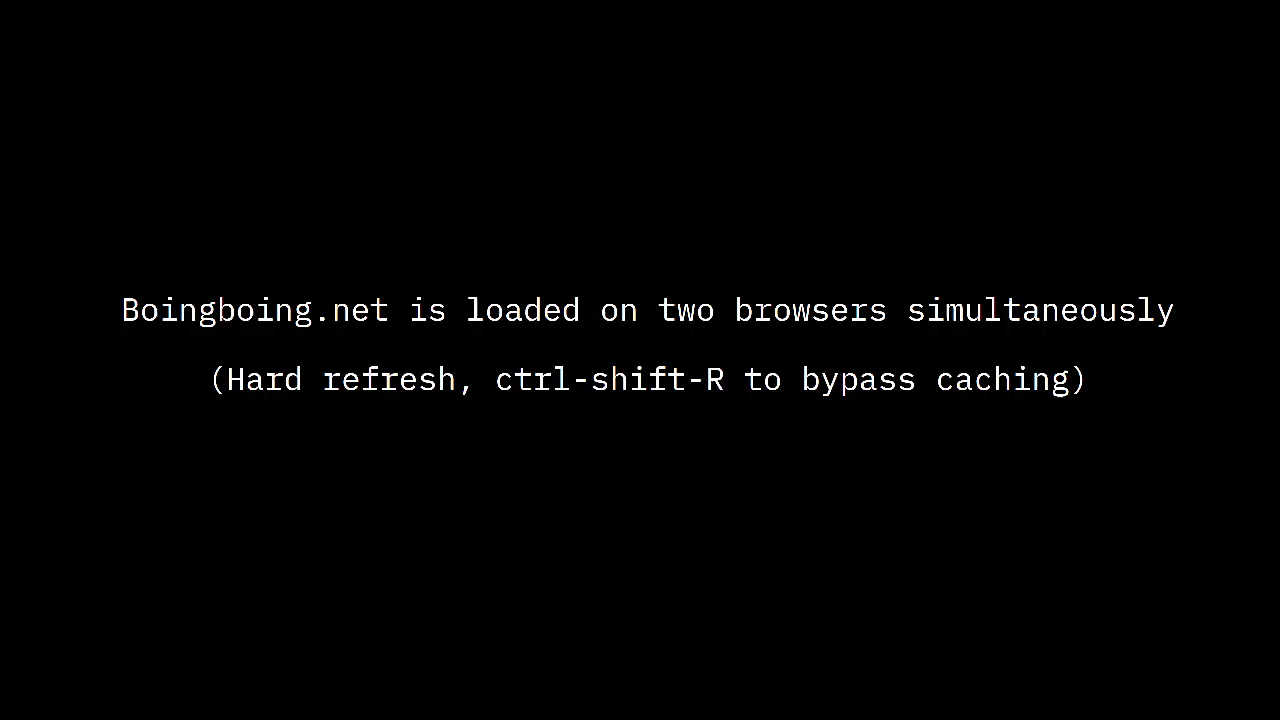 Boingboing.net is loaded on two browsers simultaneously
(Hard refresh, ctrl-shift-R to bypass caching)